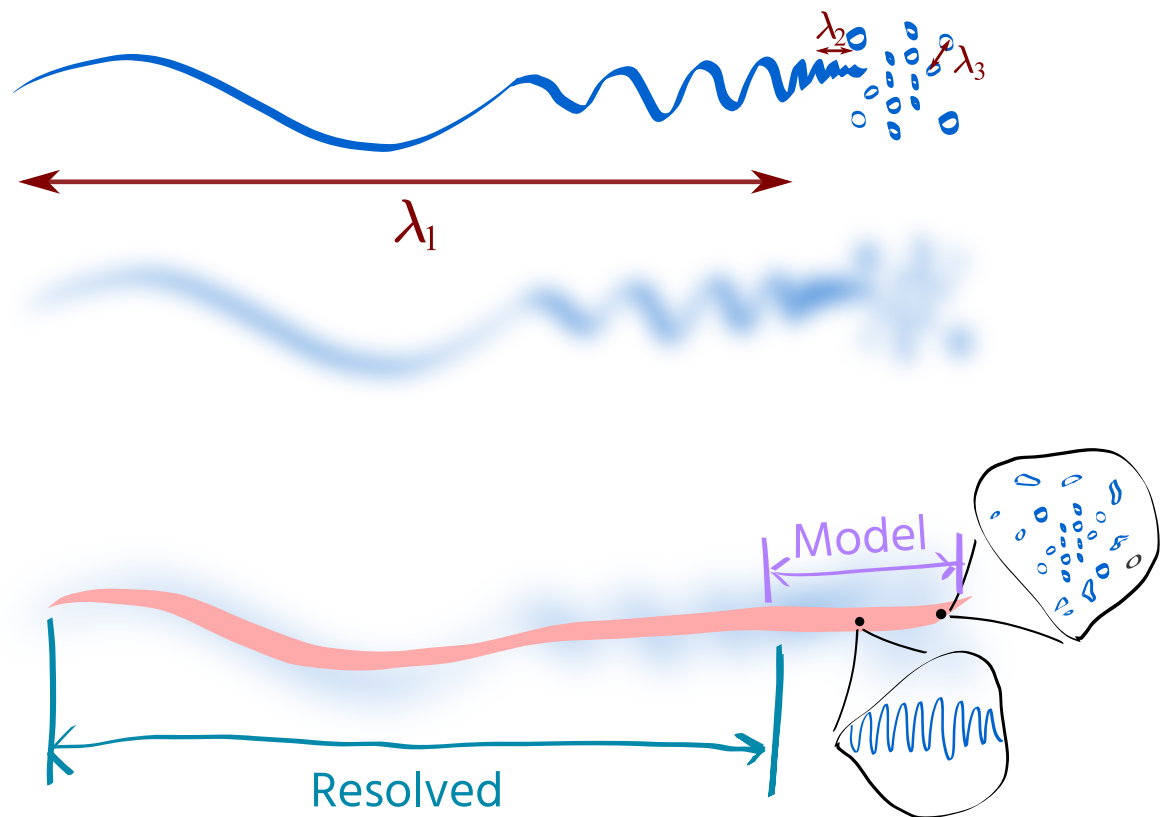 λ₂
λ₃
λ₁
Model
Resolved